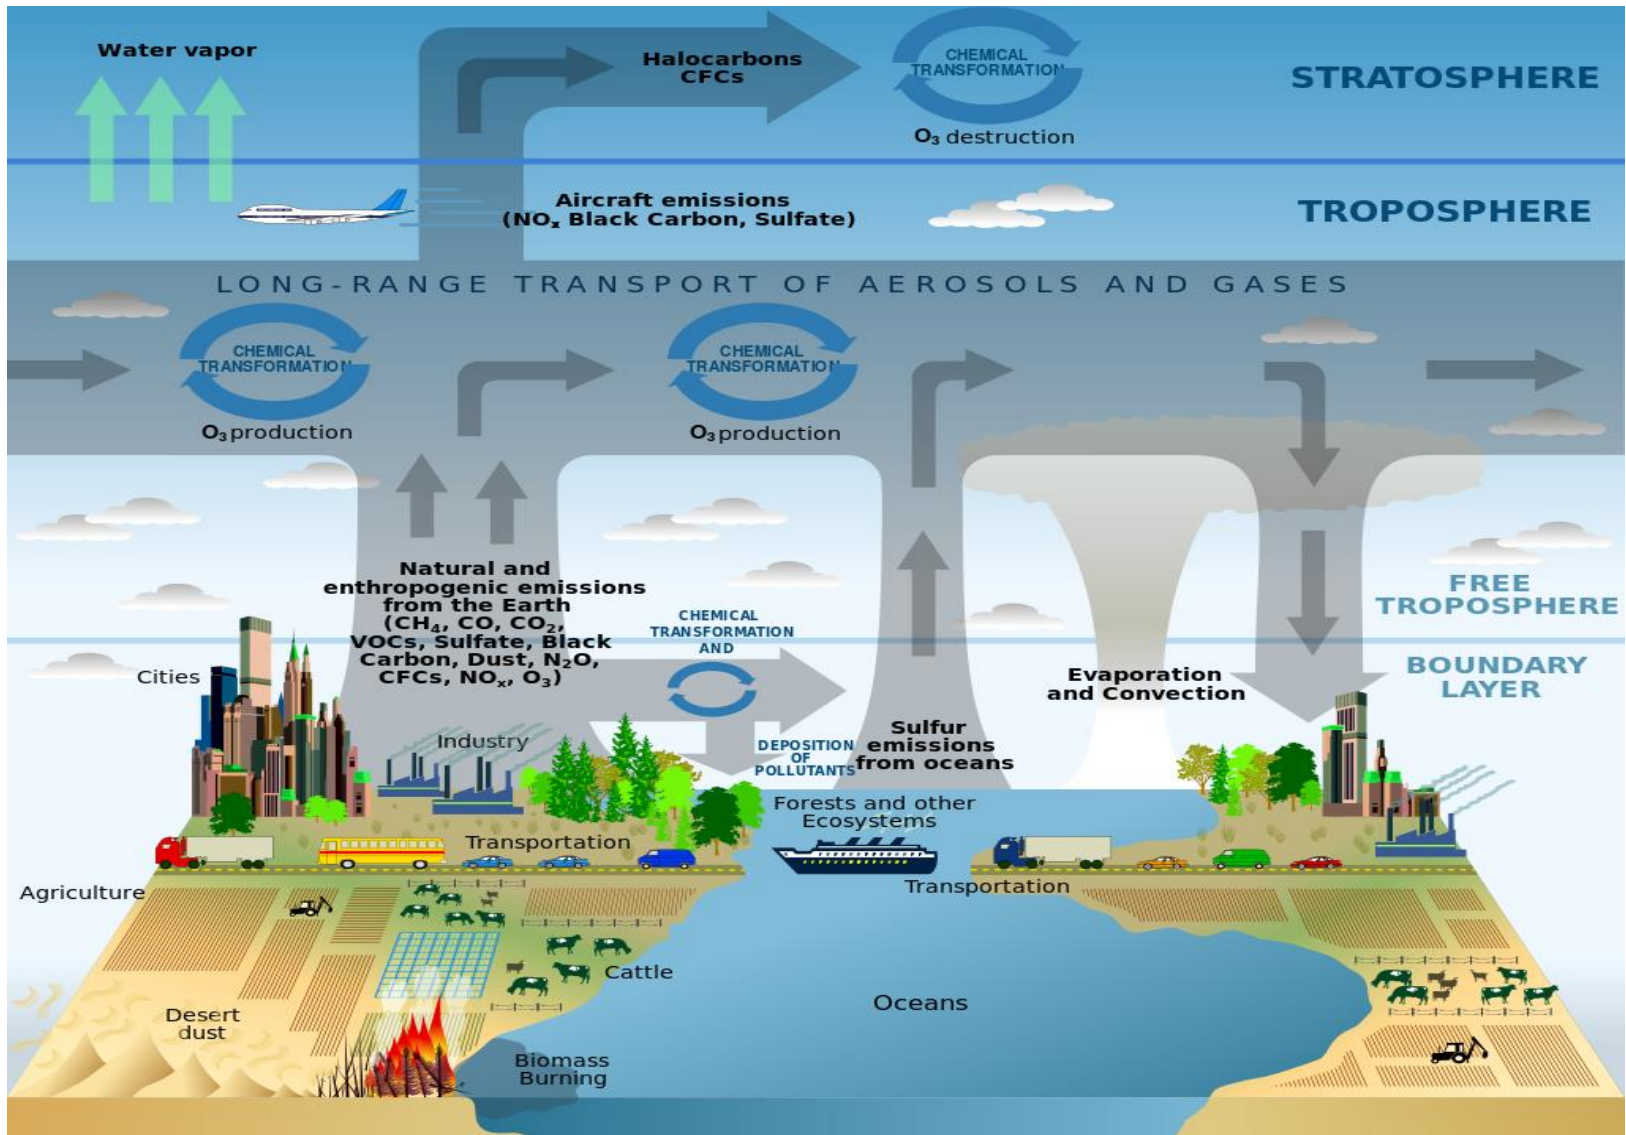 Water vapor
Halocarbons
CFCs
CHEMICAL
TRANSFORMATION
O₃ destruction
STRATOSPHERE
Aircraft emissions
(NOₓ Black Carbon, Sulfate)
TROPOSPHERE
LONG-RANGE TRANSPORT OF AEROSOLS AND GASES
CHEMICAL
TRANSFORMATION
O₃ production
CHEMICAL
TRANSFORMATION
O₃ production
Natural and
enthropogenic emissions
from the Earth
(CH₄, CO, CO₂,
VOCs, Sulfate, Black
Carbon, Dust, N₂O,
CFCs, NOₓ, O₃)
CHEMICAL
TRANSFORMATION
AND
DEPOSITION
OF
POLLUTANTS
FREE
TROPOSPHERE
BOUNDARY
LAYER
Evaporation
and Convection
Sulfur
emissions
from oceans
Cities
Industry
Forests and other
Ecosystems
Transportation
Transportation
Agriculture
Cattle
Oceans
Desert
dust
Biomass
Burning